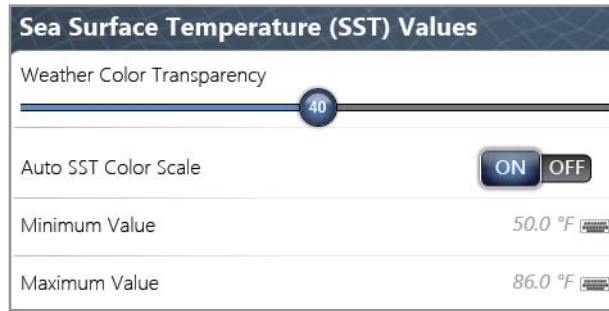 Sea Surface Temperature (SST) Values
Weather Color Transparency
40
Auto SST Color Scale ON OFF
Minimum Value 50.0 °F
Maximum Value 86.0 °F